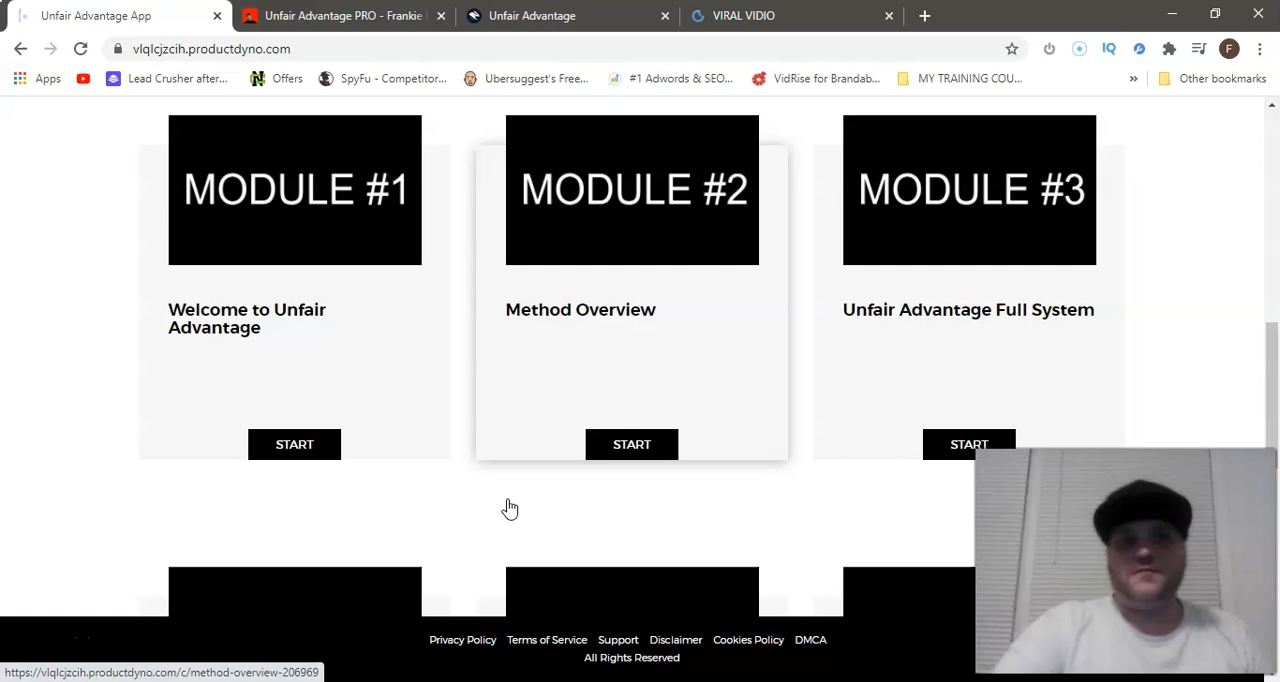 Unfair Advantage App
Unfair Advantage PRO - Frankie
Unfair Advantage
VIRAL VIDIO
vlqlcjzcih.productdyno.com
F
Apps
Lead Crusher after...
Offers
SpyFu - Competitor...
Ubersuggest's Free...
#1 Adwords & SEO...
VidRise for Brandab...
MY TRAINING COU...
»
Other bookmarks
MODULE #1
MODULE #2
MODULE #3
Welcome to Unfair
Advantage
Method Overview
Unfair Advantage Full System
START
START
START
Privacy Policy
Terms of Service
Support
Disclaimer
Cookies Policy
DMCA
All Rights Reserved
https://vlqlcjzcih.productdyno.com/c/method-overview-206969